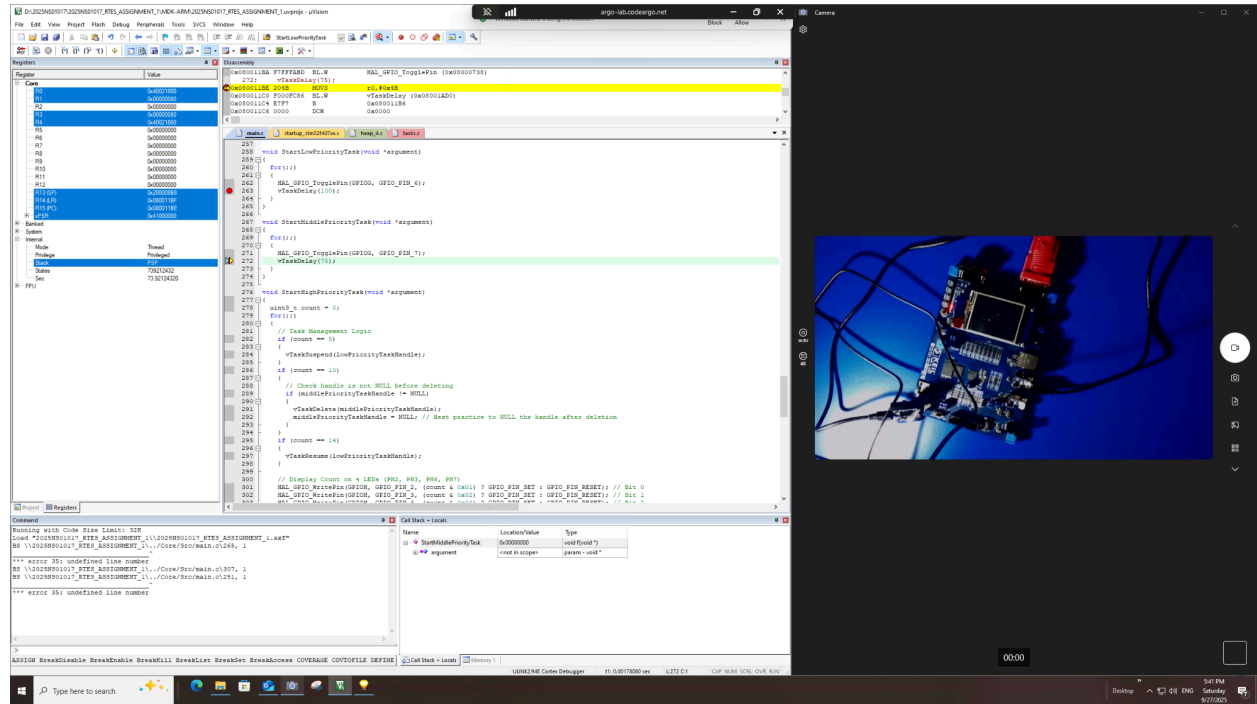 D:\2025NS01017\2025NS01017_RTES_ASSIGNMENT_1\MDK-ARM\2025NS01017_RTES_ASSIGNMENT_1.uvprojx - µVision
argo-lab.codeargo.net
Block Allow
File Edit View Project Flash Debug Peripherals Tools SVCS Window Help
StartLowPriorityTask
Registers
Register Value
Core
R0 0x40021800
R1 0x00000080
R2 0x00000000
R3 0x00000080
R4 0x40021800
R5 0x00000000
R6 0x00000000
R7 0x00000000
R8 0x00000000
R9 0x00000000
R10 0x00000000
R11 0x00000000
R12 0x00000000
R13 (SP) 0x200008B8
R14 (LR) 0x080011BF
R15 (PC) 0x080011BE
xPSR 0x41000000
Banked
System
Internal
Mode Thread
Privilege Privileged
Stack PSP
States 739212432
Sec 73.92124320
FPU
Project Registers
Disassembly
0x080011BA F7FFFABD BL.W HAL_GPIO_TogglePin (0x08000738)
272: vTaskDelay(75);
0x080011BE 204B MOVS r0,#0x4B
0x080011C0 F000FC86 BL.W vTaskDelay (0x08001AD0)
0x080011C4 E7F7 B 0x080011B6
0x080011C6 0000 DCW 0x0000
main.c startup_stm32f407xx.s heap_4.c tasks.c
257
258 void StartLowPriorityTask(void *argument)
259 {
260 for(;;)
261 {
262 HAL_GPIO_TogglePin(GPIOG, GPIO_PIN_6);
263 vTaskDelay(100);
264 }
265 }
266
267 void StartMiddlePriorityTask(void *argument)
268 {
269 for(;;)
270 {
271 HAL_GPIO_TogglePin(GPIOG, GPIO_PIN_7);
272 vTaskDelay(75);
273 }
274 }
275
276 void StartHighPriorityTask(void *argument)
277 {
278 uint8_t count = 0;
279 for(;;)
280 {
281 // Task Management Logic
282 if (count == 5)
283 {
284 vTaskSuspend(lowPriorityTaskHandle);
285 }
286 if (count == 10)
287 {
288 // Check handle is not NULL before deleting
289 if (middlePriorityTaskHandle != NULL)
290 {
291 vTaskDelete(middlePriorityTaskHandle);
292 middlePriorityTaskHandle = NULL; // Best practice to NULL the handle after deletion
293 }
294 }
295 if (count == 14)
296 {
297 vTaskResume(lowPriorityTaskHandle);
298 }
299
300 // Display Count on 4 LEDs (PH2, PH3, PH6, PH7)
301 HAL_GPIO_WritePin(GPIOH, GPIO_PIN_2, (count & 0x01) ? GPIO_PIN_SET : GPIO_PIN_RESET); // Bit 0
302 HAL_GPIO_WritePin(GPIOH, GPIO_PIN_3, (count & 0x02) ? GPIO_PIN_SET : GPIO_PIN_RESET); // Bit 1
Command
Running with Code Size Limit: 32K
Load "2025NS01017_RTES_ASSIGNMENT_1\\2025NS01017_RTES_ASSIGNMENT_1.axf"
BS \\2025NS01017_RTES_ASSIGNMENT_1\../Core/Src/main.c\265, 1
^
*** error 35: undefined line number
BS \\2025NS01017_RTES_ASSIGNMENT_1\../Core/Src/main.c\307, 1
BS \\2025NS01017_RTES_ASSIGNMENT_1\../Core/Src/main.c\251, 1
^
*** error 35: undefined line number
>
ASSIGN BreakDisable BreakEnable BreakKill BreakList BreakSet BreakAccess COVERAGE COVTOFILE DEFINE
Call Stack + Locals
Name Location/Value Type
StartMiddlePriorityTask 0x00000000 void f(void *)
argument <not in scope> param - void *
Call Stack + Locals Memory 1
ULINK2/ME Cortex Debugger t1: 0.00178080 sec L:272 C:1 CAP NUM SCRL OVR R/W
Camera
auto
00:00
Type here to search
Desktop
ENG
5:41 PM
Saturday
9/27/2025